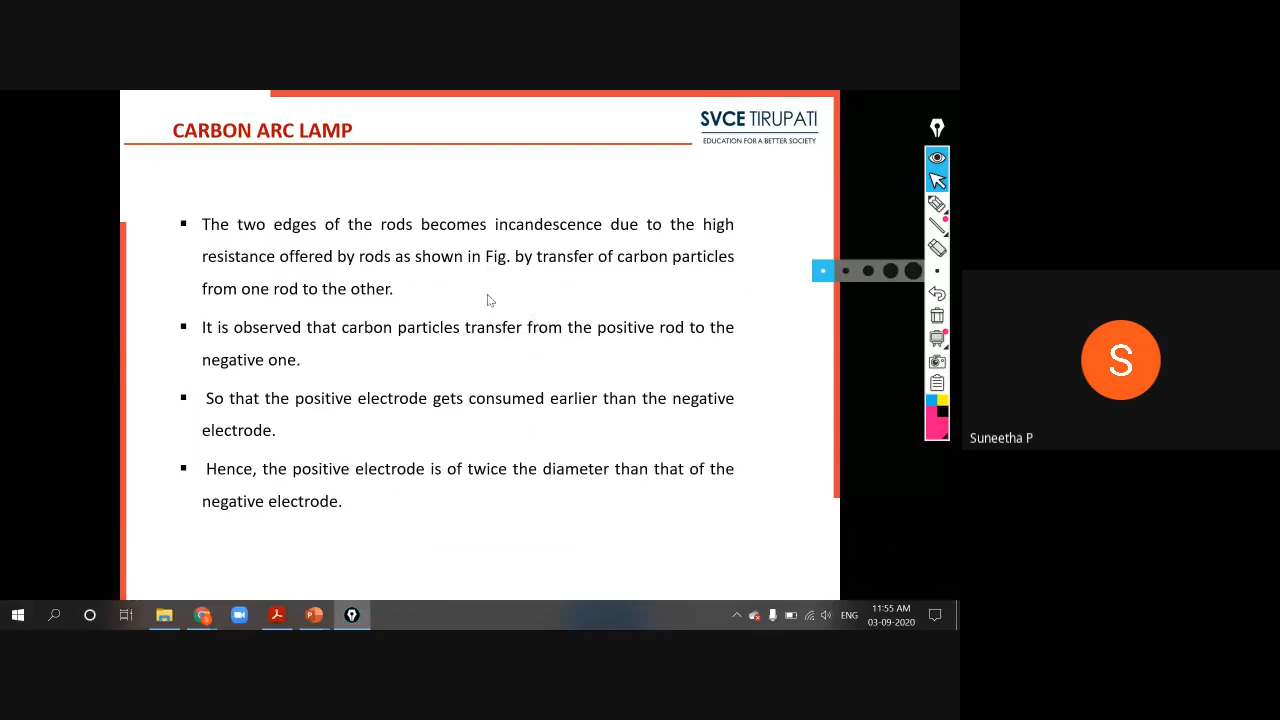 CARBON ARC LAMP
SVCE TIRUPATI
EDUCATION FOR A BETTER SOCIETY
The two edges of the rods becomes incandescence due to the high
resistance offered by rods as shown in Fig. by transfer of carbon particles
from one rod to the other.
It is observed that carbon particles transfer from the positive rod to the
negative one.
So that the positive electrode gets consumed earlier than the negative
electrode.
Hence, the positive electrode is of twice the diameter than that of the
negative electrode.
S
Suneetha P
ENG
11:55 AM
03-09-2020